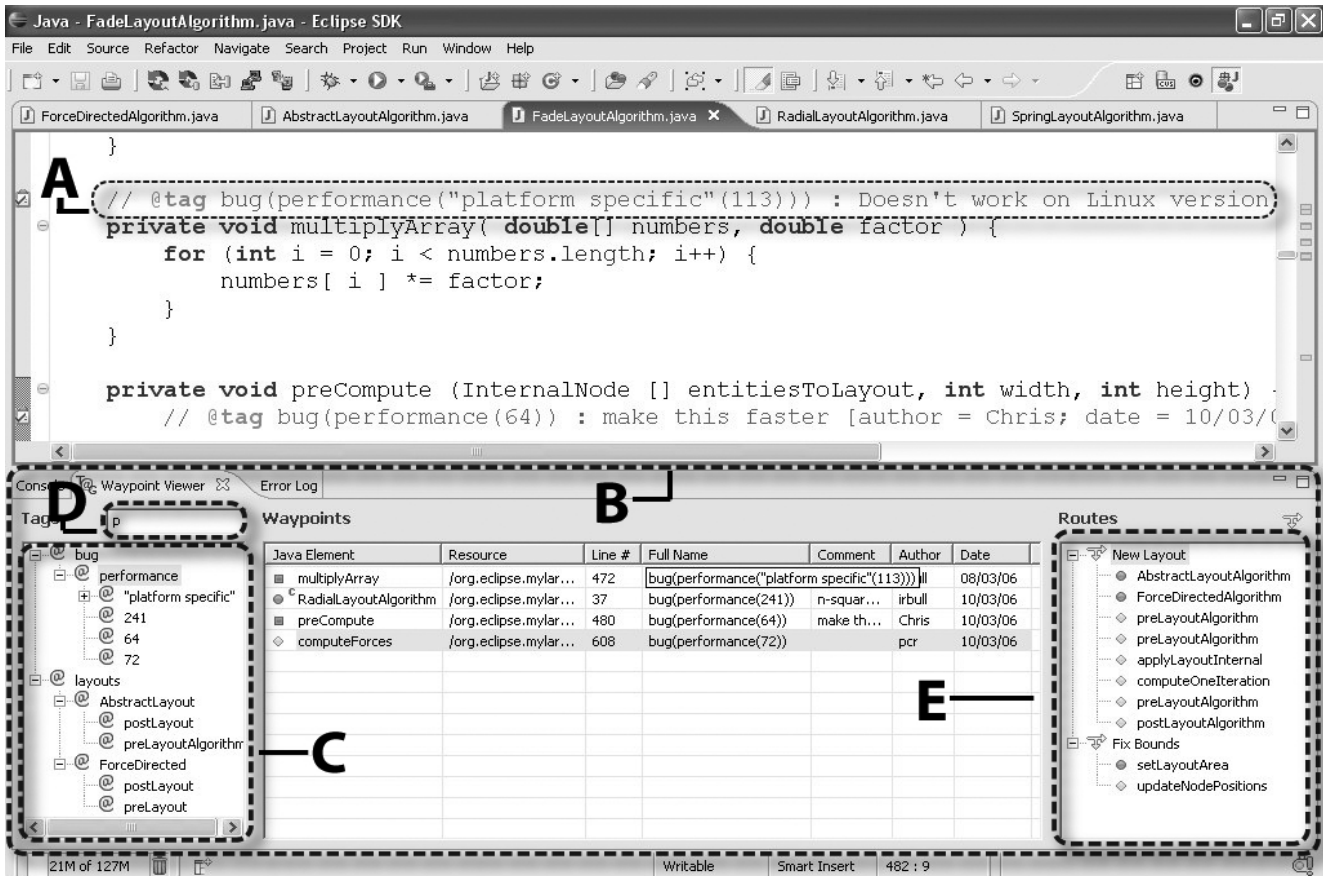 Java - FadeLayoutAlgorithm.java - Eclipse SDK
File Edit Source Refactor Navigate Search Project Run Window Help
ForceDirectedAlgorithm.java AbstractLayoutAlgorithm.java FadeLayoutAlgorithm.java RadialLayoutAlgorithm.java SpringLayoutAlgorithm.java
}
A
// @tag bug(performance("platform specific"(113))) : Doesn't work on Linux version
private void multiplyArray( double[] numbers, double factor ) {
for (int i = 0; i < numbers.length; i++) {
numbers[ i ] *= factor;
}
}
private void preCompute (InternalNode [] entitiesToLayout, int width, int height)
// @tag bug(performance(64)) : make this faster [author = Chris; date = 10/03/
Waypoint Viewer Error Log
B
D
p
Waypoints
Routes
bug
performance
"platform specific"
241
64
72
layouts
AbstractLayout
postLayout
preLayoutAlgorithm
ForceDirected
postLayout
preLayout
C
Java Element Resource Line # Full Name Comment Author Date
multiplyArray /org.eclipse.mylar... 472 bug(performance("platform specific"(113))) 08/03/06
RadialLayoutAlgorithm /org.eclipse.mylar... 37 bug(performance(241)) n-squar... irbull 10/03/06
preCompute /org.eclipse.mylar... 480 bug(performance(64)) make th... Chris 10/03/06
computeForces /org.eclipse.mylar... 608 bug(performance(72)) pcr 10/03/06
E
New Layout
AbstractLayoutAlgorithm
ForceDirectedAlgorithm
preLayoutAlgorithm
preLayoutAlgorithm
applyLayoutInternal
computeOneIteration
preLayoutAlgorithm
postLayoutAlgorithm
Fix Bounds
setLayoutArea
updateNodePositions
21M of 127M Writable Smart Insert 482 : 9